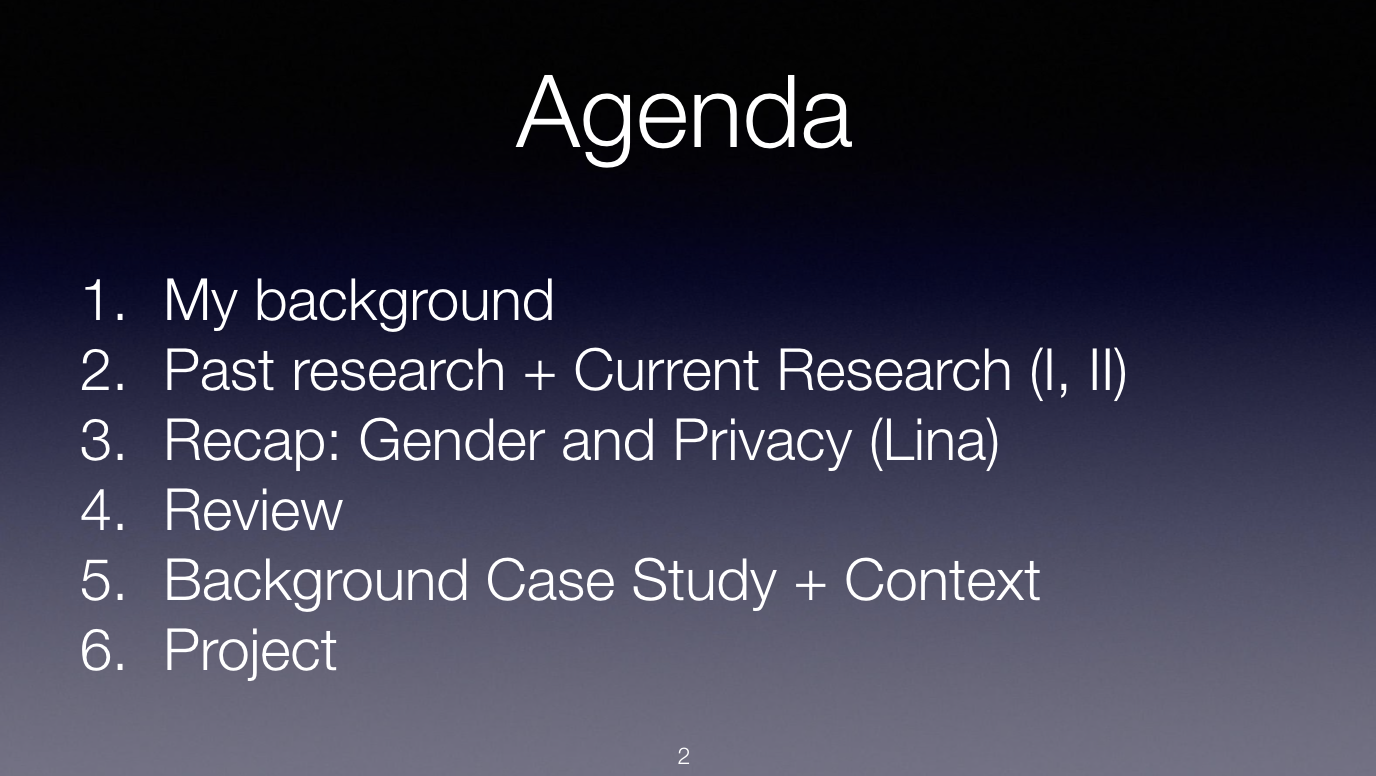 Agenda
1. My background
2. Past research + Current Research (I, II)
3. Recap: Gender and Privacy (Lina)
4. Review
5. Background Case Study + Context
6. Project
2